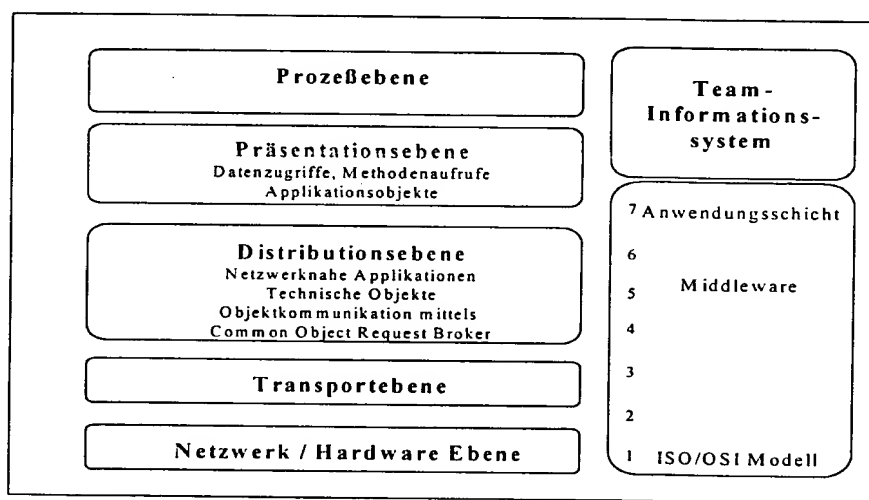 Prozeßebene
Präsentationsebene
Datenzugriffe, Methodenaufrufe
Applikationsobjekte
Distributionsebene
Netzwerknahe Applikationen
Technische Objekte
Objektkommunikation mittels
Common Object Request Broker
Transportebene
Netzwerk / Hardware Ebene
Team-
Informations-
system
7 Anwendungsschicht
6
5 Middleware
4
3
2
1 ISO/OSI Modell